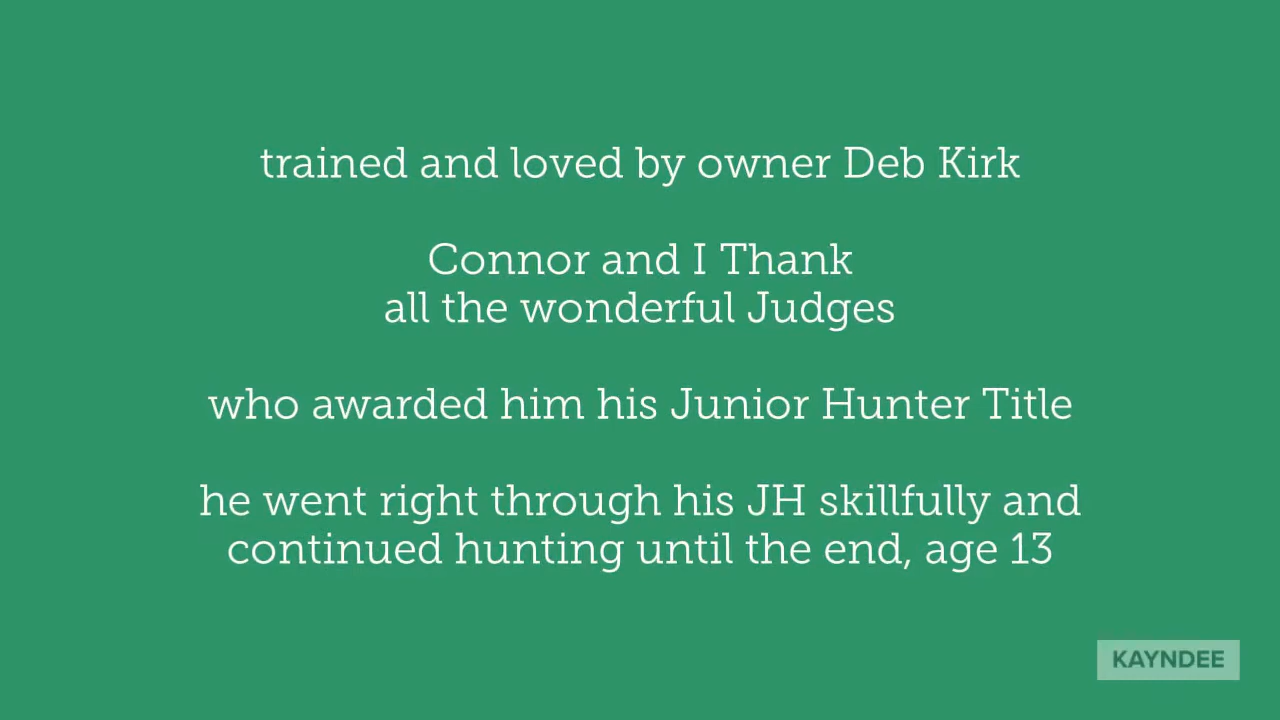 trained and loved by owner Deb Kirk
Connor and I Thank
all the wonderful Judges
who awarded him his Junior Hunter Title
he went right through his JH skillfully and
continued hunting until the end, age 13
KAYNDEE